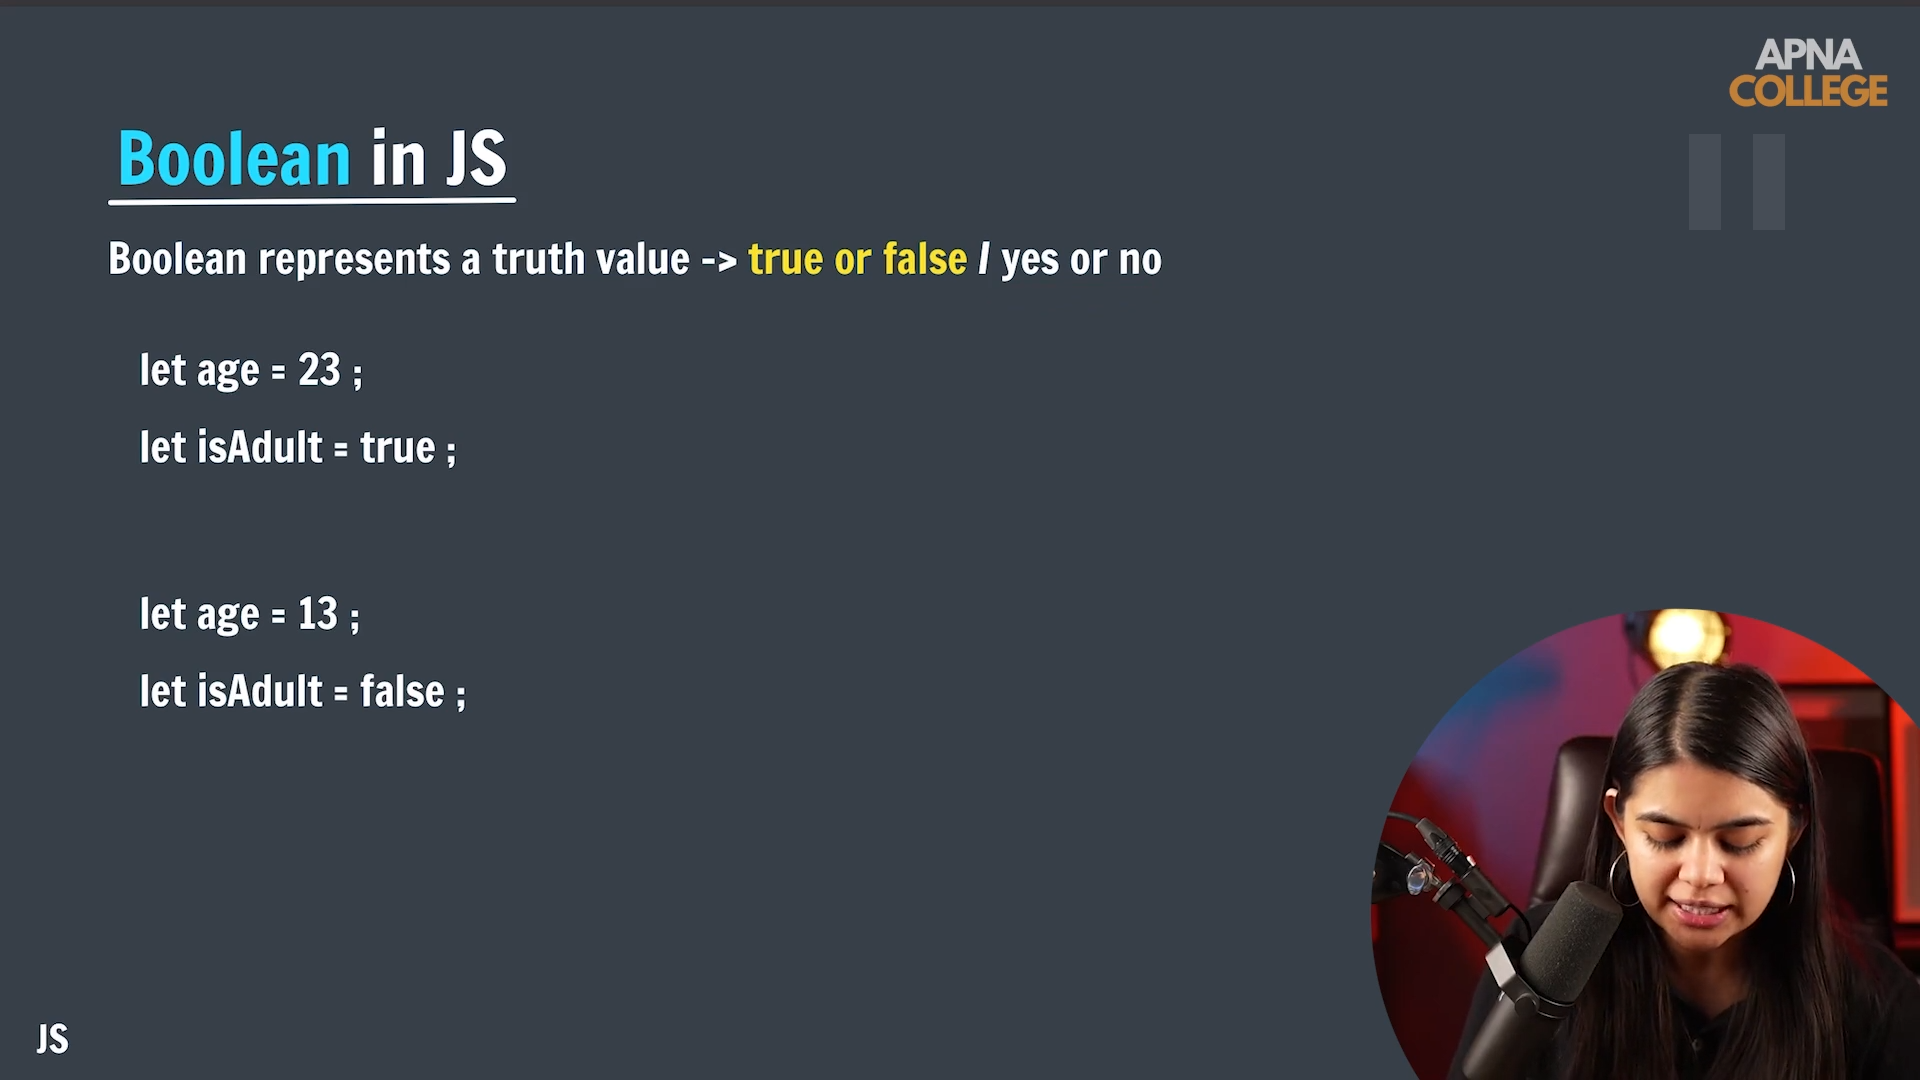 APNA
COLLEGE
Boolean in JS
Boolean represents a truth value -> true or false / yes or no
let age = 23 ;
let isAdult = true ;
let age = 13 ;
let isAdult = false ;
JS